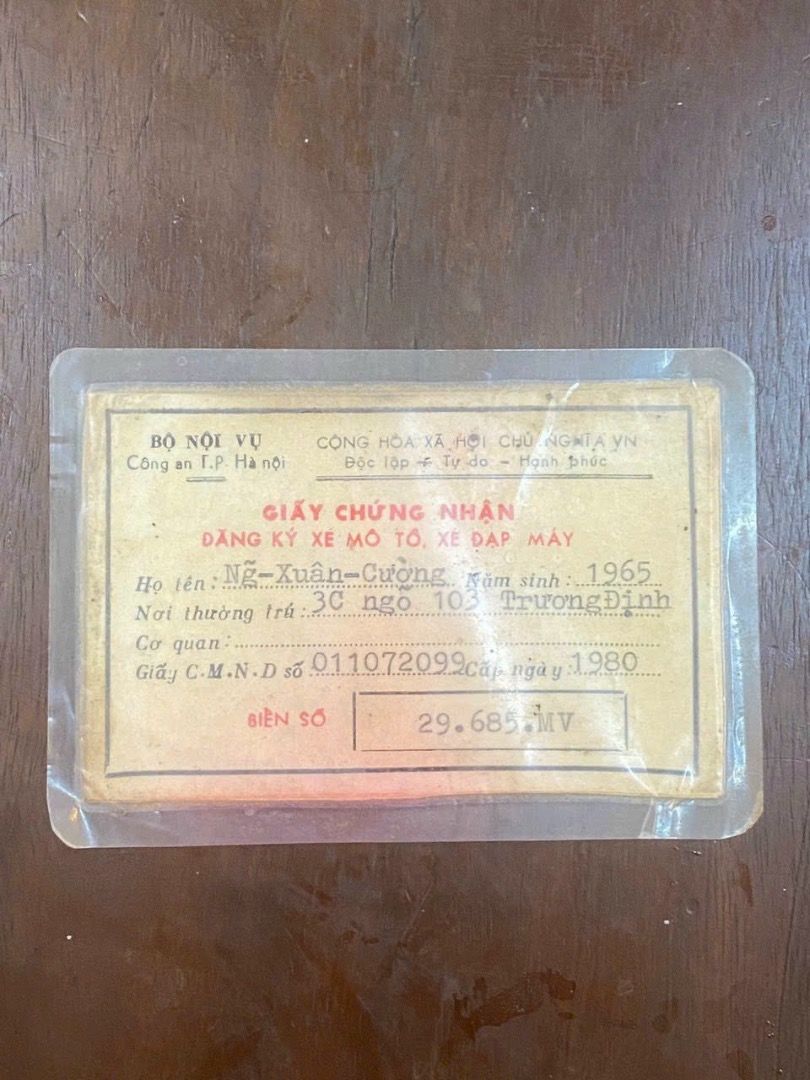 BỘ NỘI VỤ
Công an T.P. Hà nội
CỘNG HÒA XÃ HỘI CHỦ NGHĨA VN
Độc lập - Tự do - Hạnh phúc
GIẤY CHỨNG NHẬN
ĐĂNG KÝ XE MÔ TÔ, XE ĐẠP MÁY
Họ tên: Ng̃-Xuân-Cường Năm sinh: 1965
Nơi thường trú: 3C ngõ 103 TrươngĐịnh
Cơ quan:
Giấy C.M.N.D số 011072099 Cấp ngày: 1980
BIỂN SỐ 29.685.MV